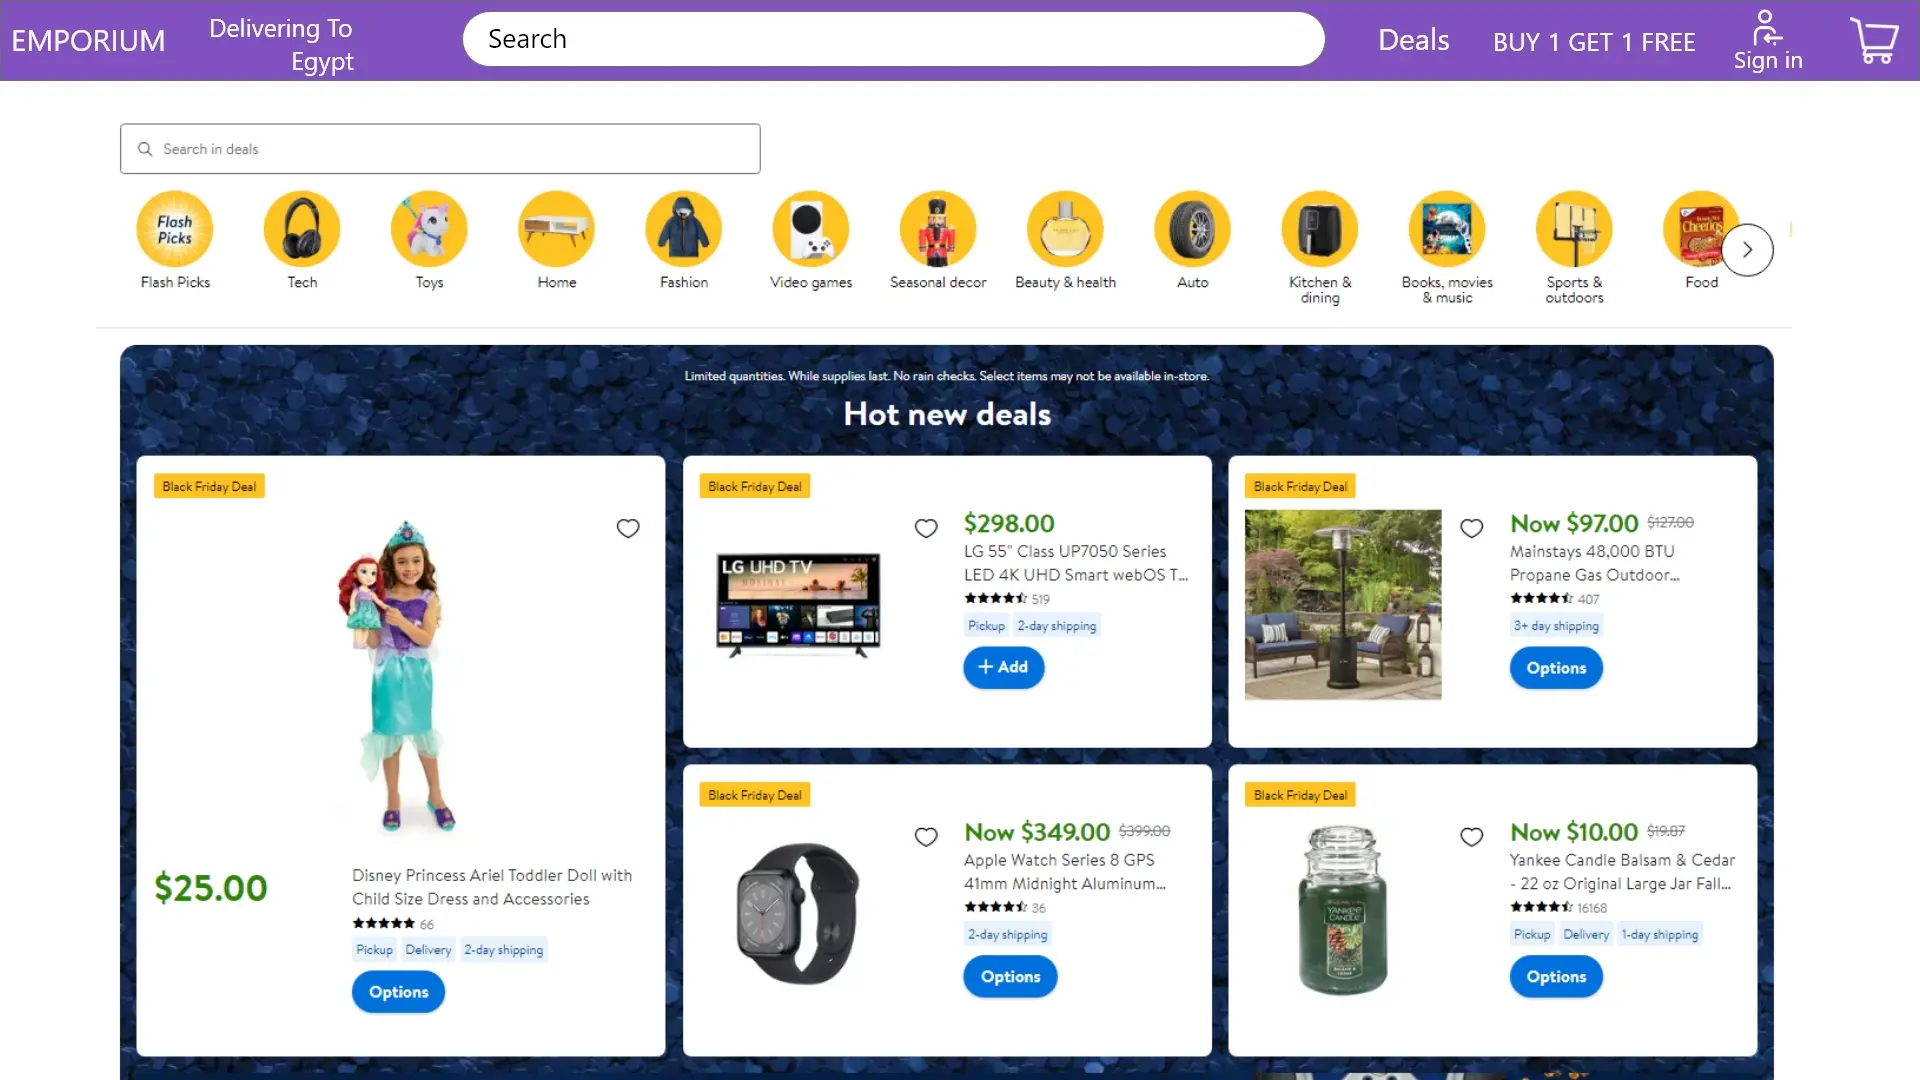 EMPORIUM
Delivering To
Egypt
Search
Deals
BUY 1 GET 1 FREE
Sign in
Search in deals
Flash
Picks
Flash Picks
Tech
Toys
Home
Fashion
Video games
Seasonal decor
Beauty & health
Auto
Kitchen &
dining
Books, movies
& music
Sports &
outdoors
Cheerios
Food
Limited quantities. While supplies last. No rain checks. Select items may not be available in-store.
Hot new deals
Black Friday Deal
$25.00
Disney Princess Ariel Toddler Doll with
Child Size Dress and Accessories
66
Pickup Delivery 2-day shipping
Options
Black Friday Deal
LG UHD TV
HOLIDAY
$298.00
LG 55" Class UP7050 Series
LED 4K UHD Smart webOS T...
519
Pickup 2-day shipping
+ Add
Black Friday Deal
Now $97.00 $127.00
Mainstays 48,000 BTU
Propane Gas Outdoor...
407
3+ day shipping
Options
Black Friday Deal
Now $349.00 $399.00
Apple Watch Series 8 GPS
41mm Midnight Aluminum...
36
2-day shipping
Options
Black Friday Deal
YANKEE
CANDLE
BALSAM &
CEDAR
Now $10.00 $19.87
Yankee Candle Balsam & Cedar
- 22 oz Original Large Jar Fall...
16168
Pickup Delivery 1-day shipping
Options